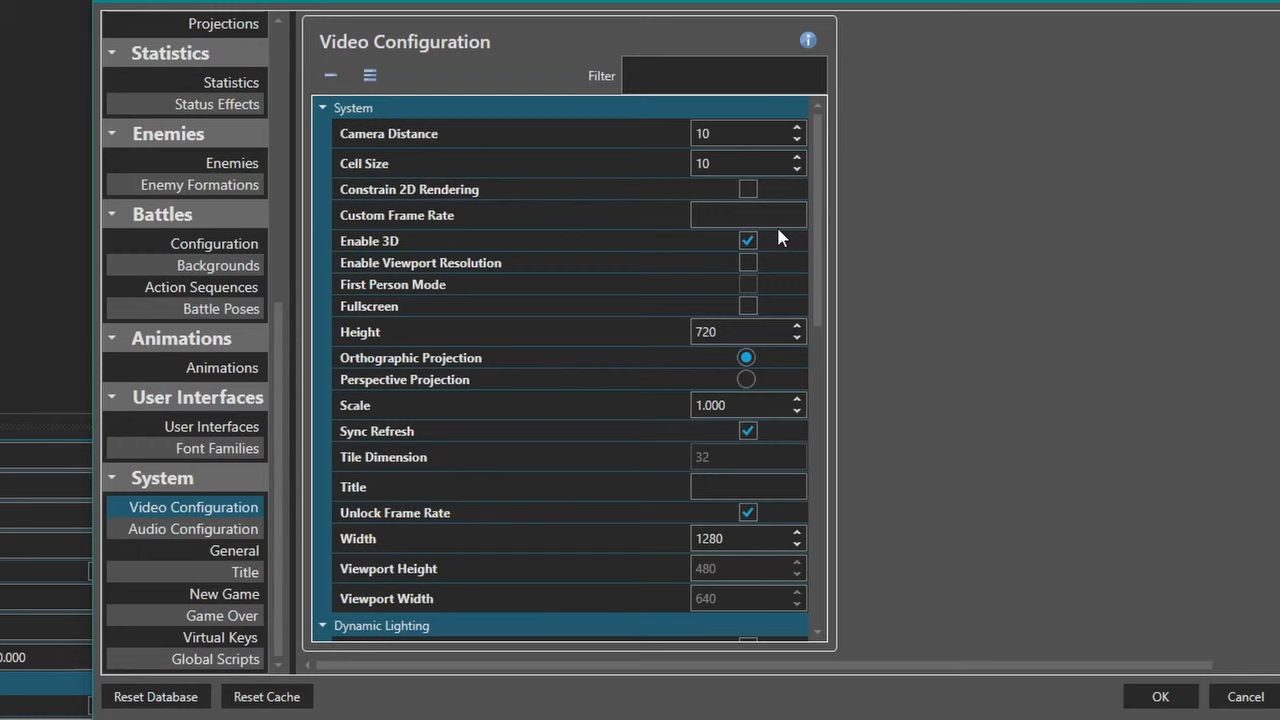 Projections
Statistics
Statistics
Status Effects
Enemies
Enemies
Enemy Formations
Battles
Configuration
Backgrounds
Action Sequences
Battle Poses
Animations
Animations
User Interfaces
User Interfaces
Font Families
System
Video Configuration
Audio Configuration
General
Title
New Game
Game Over
Virtual Keys
Global Scripts
Video Configuration
Filter
System
Camera Distance 10
Cell Size 10
Constrain 2D Rendering
Custom Frame Rate
Enable 3D
Enable Viewport Resolution
First Person Mode
Fullscreen
Height 720
Orthographic Projection
Perspective Projection
Scale 1.000
Sync Refresh
Tile Dimension 32
Title
Unlock Frame Rate
Width 1280
Viewport Height 480
Viewport Width 640
Dynamic Lighting
Reset Database Reset Cache OK Cancel